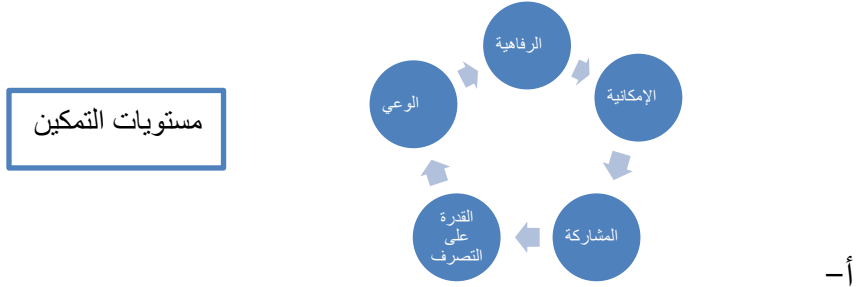 مستويات التمكين
الرفاهية
الإمكانية
المشاركة
القدرة
على
التصرف
الوعي
أ-